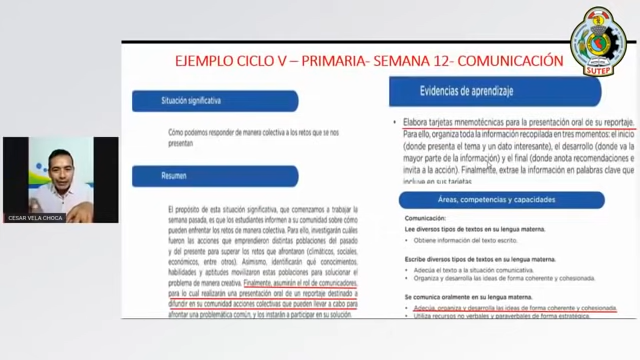 EJEMPLO CICLO V – PRIMARIA- SEMANA 12- COMUNICACIÓN
SUTEP
Situación significativa
Cómo podemos responder de manera colectiva a los retos que se nos
presentan
Resumen
El propósito de esta situación significativa, que comenzamos a trabajar la
semana pasada, es que los estudiantes informen a su comunidad sobre cómo
pueden enfrentar los retos de manera colectiva. Para ello, investigarán cuáles
fueron las acciones que emprendieron distintas poblaciones del pasado y
del presente para superar los retos que afrontaron (climáticos, sociales,
económicos, entre otros). Asimismo, identificarán qué conocimientos,
habilidades y aptitudes movilizaron estas poblaciones para solucionar el
problema de manera creativa. Finalmente, asumirán el rol de comunicadores,
para lo cual realizarán una presentación oral de un reportaje destinado a
difundir en su comunidad acciones colectivas que pueden llevar a cabo para
afrontar una problemática común, y los instarán a participar en su solución.
Evidencias de aprendizaje
• Elabora tarjetas mnemotécnicas para la presentación oral de su reportaje.
Para ello, organiza toda la información recopilada en tres momentos: el inicio
(donde presenta el tema y un dato interesante), el desarrollo (donde va la
mayor parte de la información) y el final (donde anota recomendaciones e
invita a la acción). Finalmente, extrae la información en palabras clave que
incluye en sus tarjetas
Áreas, competencias y capacidades
Comunicación:
Lee diversos tipos de textos en su lengua materna.
• Obtiene información del texto escrito.
Escribe diversos tipos de textos en su lengua materna.
• Adecúa el texto a la situación comunicativa.
• Organiza y desarrolla las ideas de forma coherente y cohesionada.
Se comunica oralmente en su lengua materna.
• Adecúa, organiza y desarrolla las ideas de forma coherente y cohesionada.
• Utiliza recursos no verbales y paraverbales de forma estratégica.
CESAR VELA CHOCA